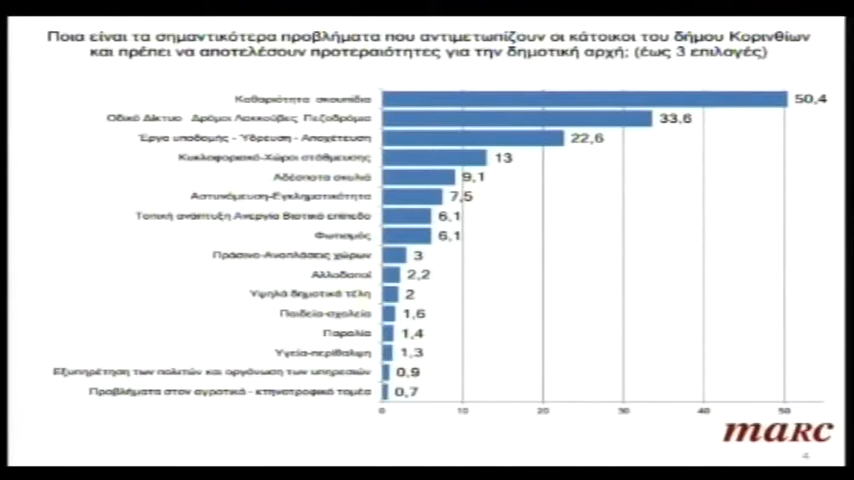 Ποια είναι τα σημαντικότερα προβλήματα που αντιμετωπίζουν οι κάτοικοι του δήμου Κορινθίων
και πρέπει να αποτελέσουν προτεραιότητες για την δημοτική αρχή; (έως 3 επιλογές)
Καθαριότητα σκουπίδια 50,4
Οδικό Δίκτυο Δρόμοι Λακκούβες Πεζοδρόμια 33,6
Έργα υποδομής - Ύδρευση - Αποχέτευση 22,6
Κυκλοφοριακό-Χώροι στάθμευσης 13
Αδέσποτα σκυλιά 9,1
Αστυνόμευση-Εγκληματικότητα 7,5
Τοπική ανάπτυξη Ανεργία Βιοτικό επίπεδο 6,1
Φωτισμός 6,1
Πράσινο-Αναπλάσεις χώρων 3
Αλλοδαποί 2,2
Υψηλά δημοτικά τέλη 2
Παιδεία-σχολεία 1,6
Παραλία 1,4
Υγεία-περίθαλψη 1,3
Εξυπηρέτηση των πολιτών και οργάνωση των υπηρεσιών 0,9
Προβλήματα στον αγροτικό - κτηνοτροφικό τομέα 0,7
0 10 20 30 40 50
marc
4